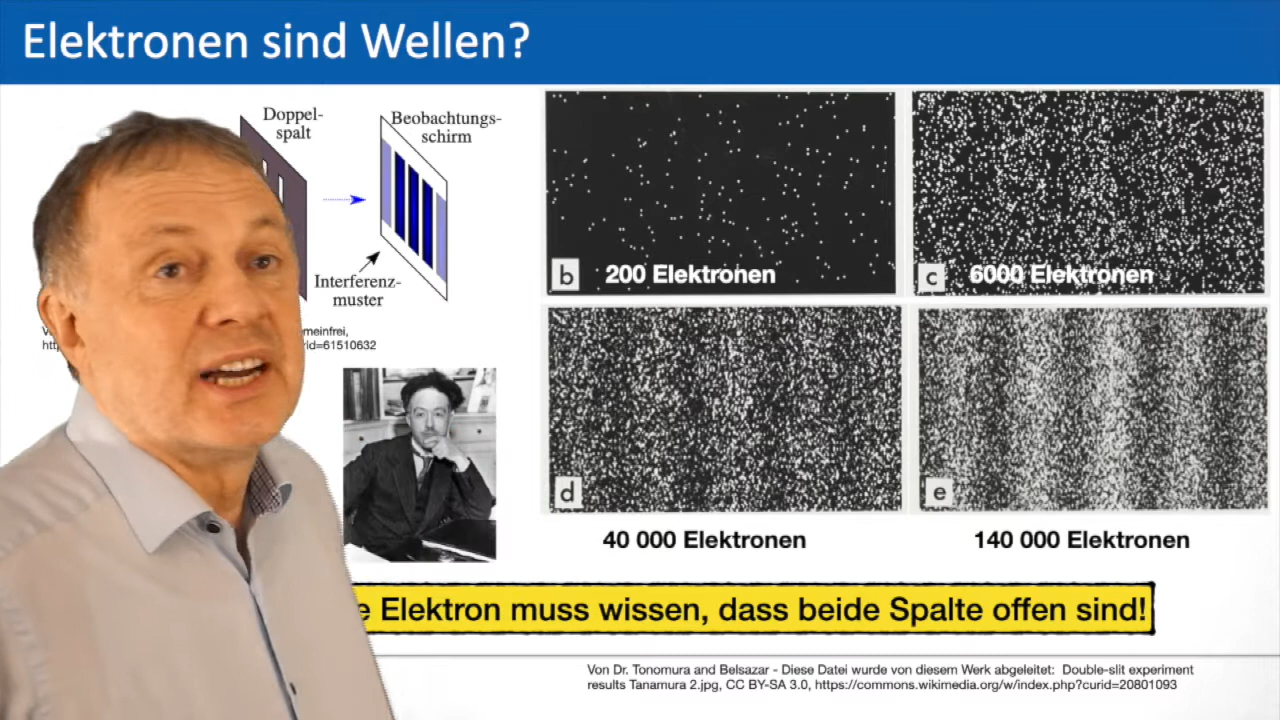 Elektronen sind Wellen?
Doppel-
spalt
Beobachtungs-
schirm
Interferenz-
muster
b 200 Elektronen
c 6000 Elektronen
d
e
40 000 Elektronen
140 000 Elektronen
Elektron muss wissen, dass beide Spalte offen sind!
Von Dr. Tonomura and Belsazar - Diese Datei wurde von diesem Werk abgeleitet: Double-slit experiment
results Tanamura 2.jpg, CC BY-SA 3.0, https://commons.wikimedia.org/w/index.php?curid=20801093